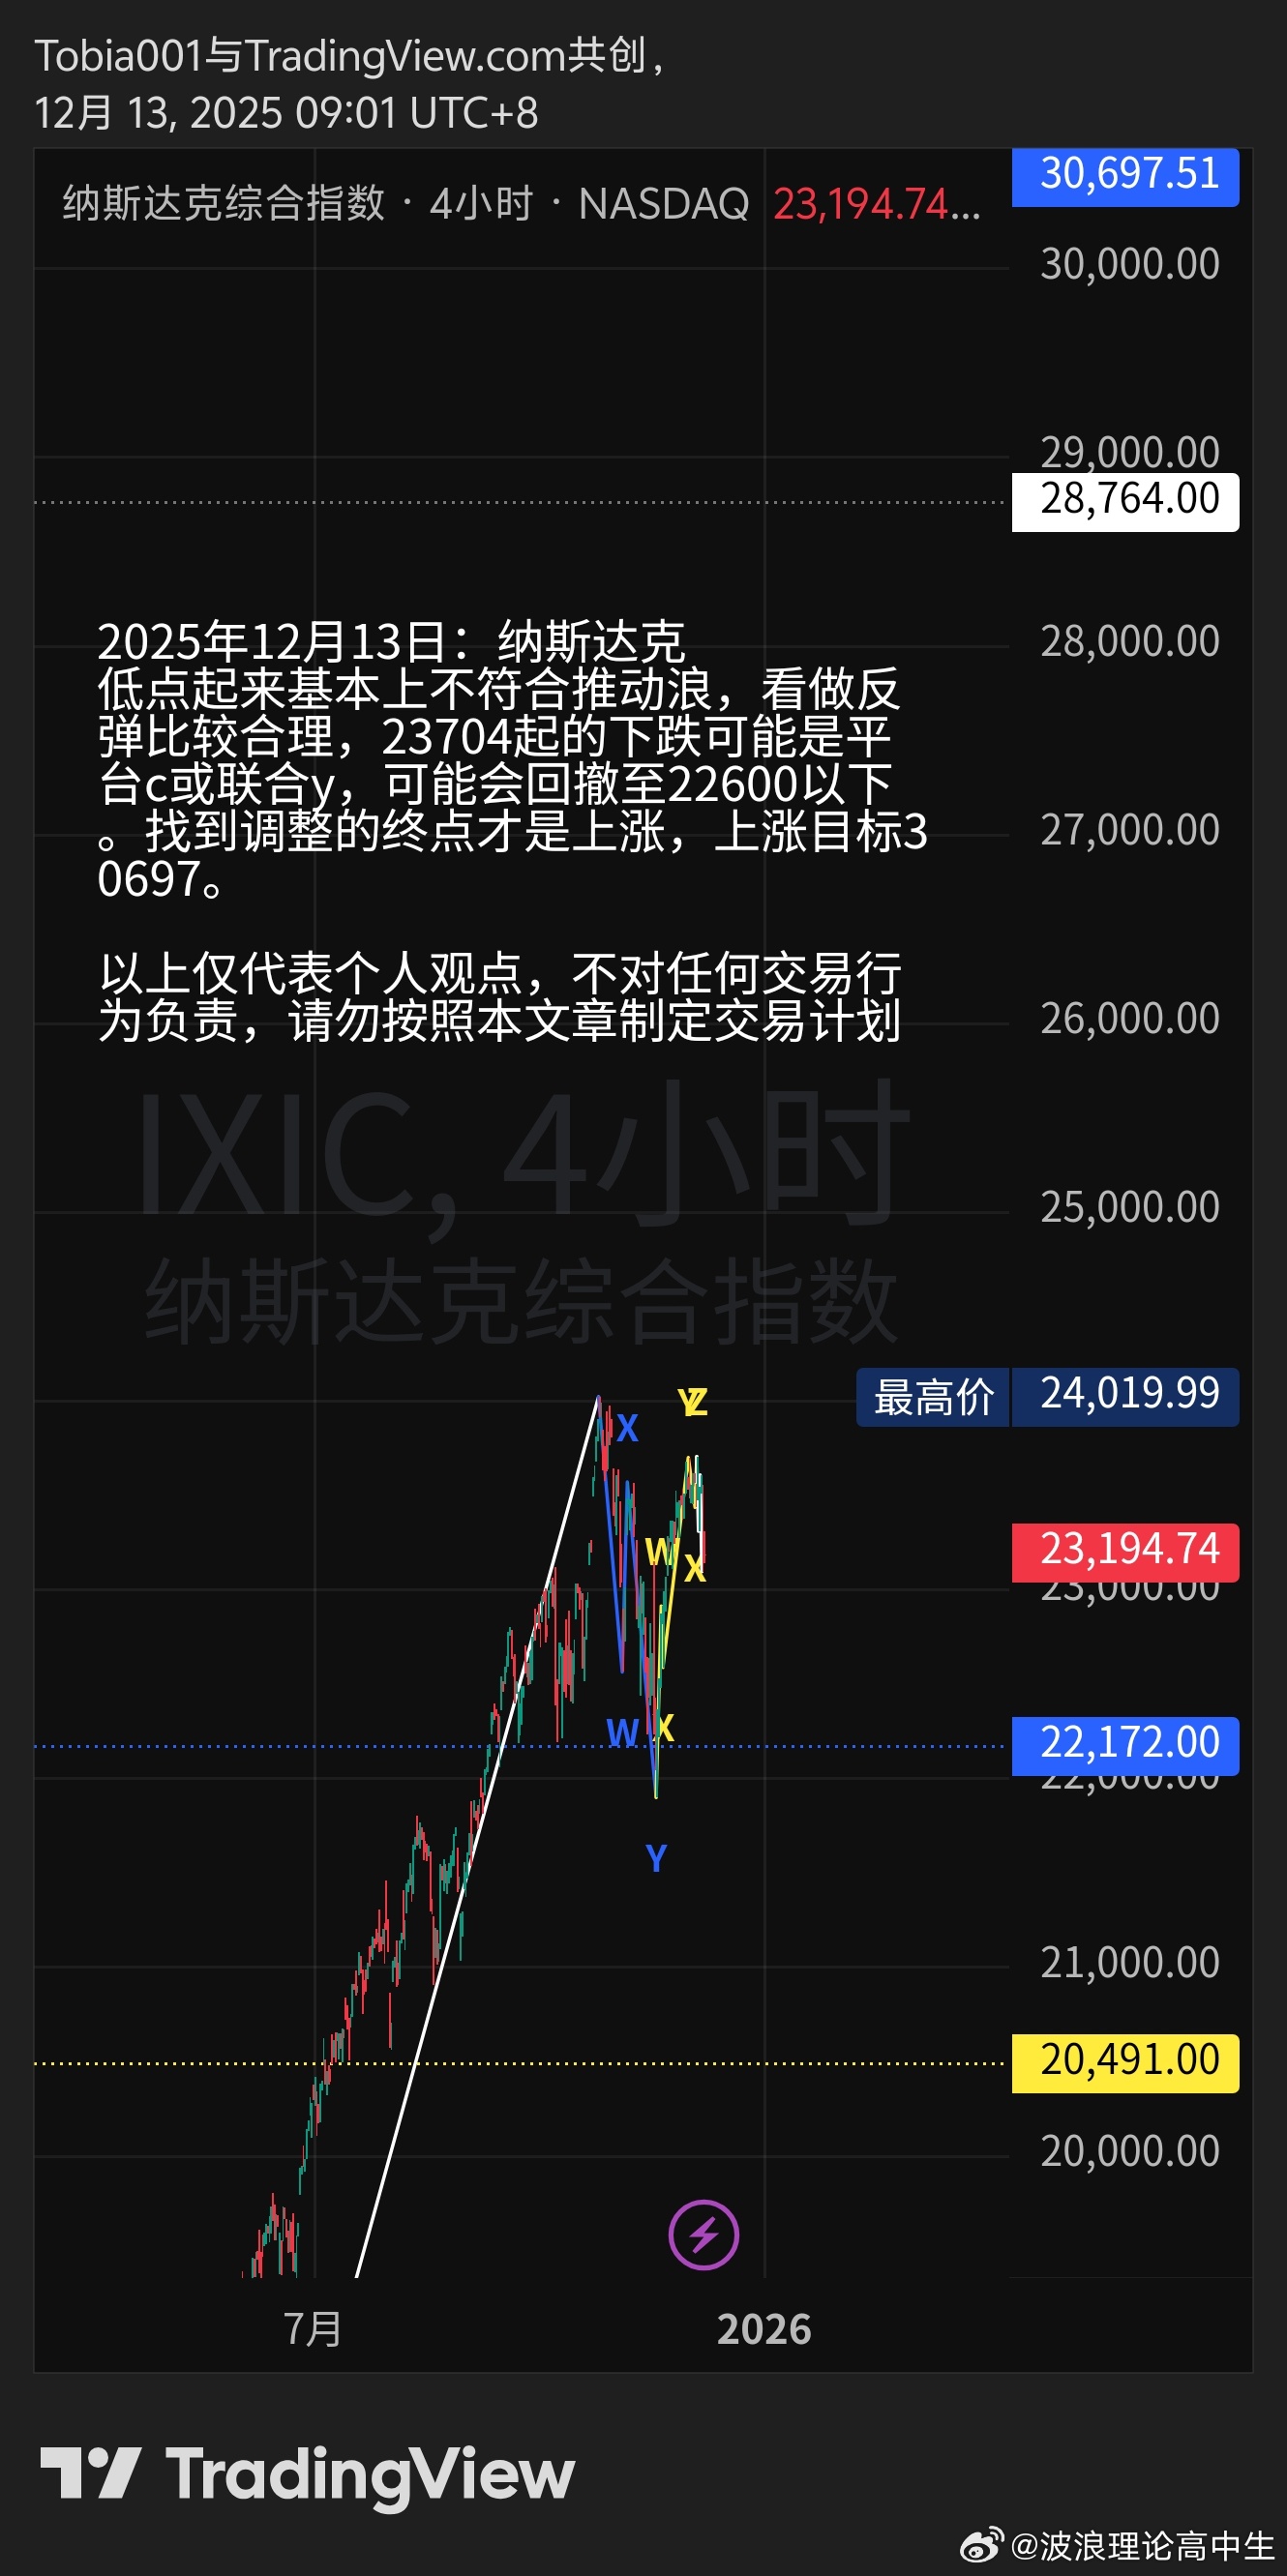 Tobia001与TradingView.com共创，
12月 13, 2025 09:01 UTC+8
纳斯达克综合指数 · 4小时 · NASDAQ 23,194.74...
30,697.51
30,000.00
29,000.00
28,764.00
28,000.00
2025年12月13日：纳斯达克
低点起来基本上不符合推动浪，看做反
弹比较合理，23704起的下跌可能是平
台c或联合y，可能会回撤至22600以下
。找到调整的终点才是上涨，上涨目标3
0697。
27,000.00
以上仅代表个人观点，不对任何交易行
为负责，请勿按照本文章制定交易计划
26,000.00
IXIC, 4小时
25,000.00
纳斯达克综合指数
最高价 24,019.99
Y Z
X
W
X
23,194.74
23,000.00
W
X
22,172.00
22,000.00
Y
21,000.00
20,491.00
20,000.00
7月 2026
TradingView
@波浪理论高中生